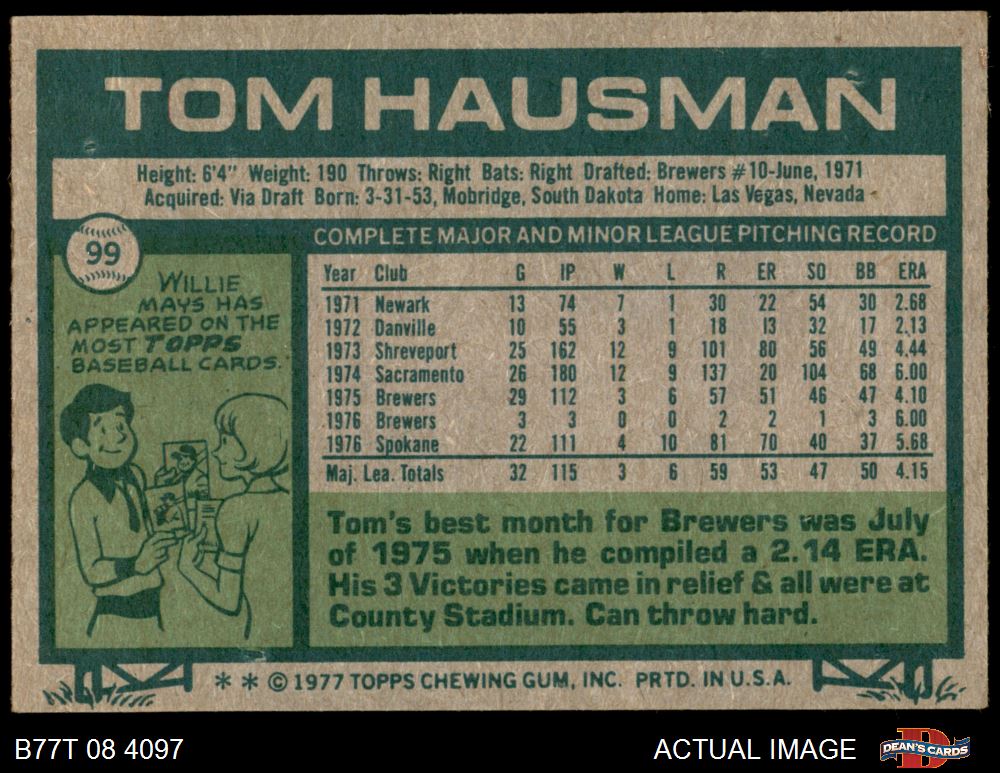 TOM HAUSMAN
Height: 6'4" Weight: 190 Throws: Right Bats: Right Drafted: Brewers #10-June, 1971
Acquired: Via Draft Born: 3-31-53, Mobridge, South Dakota Home: Las Vegas, Nevada
99
WILLIE
MAYS HAS
APPEARED ON THE
MOST TOPPS
BASEBALL CARDS.
COMPLETE MAJOR AND MINOR LEAGUE PITCHING RECORD
Year Club G IP W L R ER SO BB ERA
1971 Newark 13 74 7 1 30 22 54 30 2.68
1972 Danville 10 55 3 1 18 13 32 17 2.13
1973 Shreveport 25 162 12 9 101 80 56 49 4.44
1974 Sacramento 26 180 12 9 137 20 104 68 6.00
1975 Brewers 29 112 3 6 57 51 46 47 4.10
1976 Brewers 3 3 0 0 2 2 1 3 6.00
1976 Spokane 22 111 4 10 81 70 40 37 5.68
Maj. Lea. Totals 32 115 3 6 59 53 47 50 4.15
Tom's best month for Brewers was July
of 1975 when he compiled a 2.14 ERA.
His 3 Victories came in relief & all were at
County Stadium. Can throw hard.
* * © 1977 TOPPS CHEWING GUM, INC. PRTD. IN U.S.A.
B77T 08 4097
ACTUAL IMAGE
DEAN'S CARDS